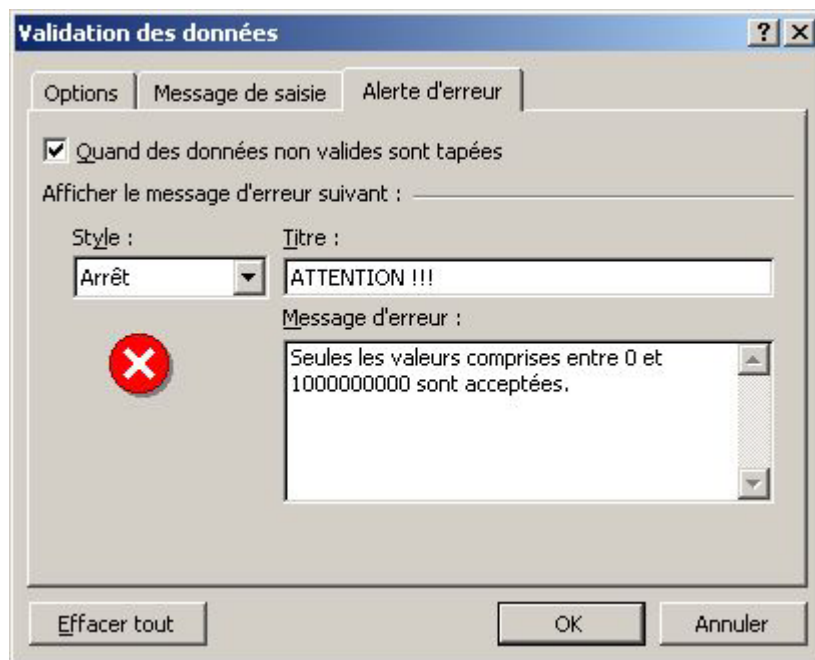 Validation des données
Options Message de saisie Alerte d'erreur
Quand des données non valides sont tapées
Afficher le message d'erreur suivant :
Style : Titre :
Arrêt ATTENTION !!!
Message d'erreur :
Seules les valeurs comprises entre 0 et
1000000000 sont acceptées.
Effacer tout OK Annuler